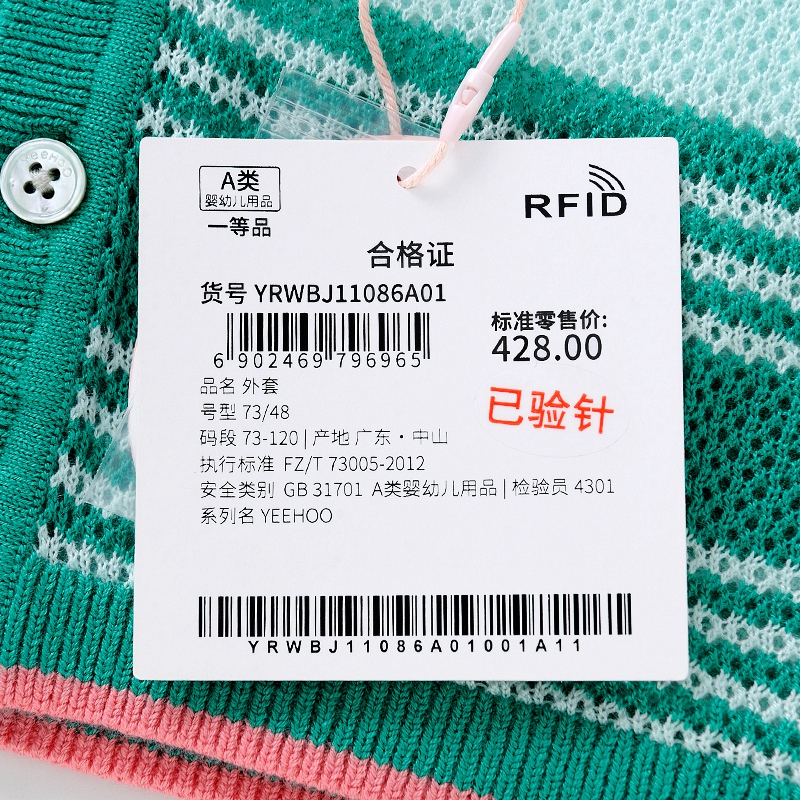 YEEHOO
A类
婴幼儿用品
一等品
RFID
合格证
货号 YRWBJ11086A01
6 902469 796965
标准零售价:
428.00
已验针
品名 外套
号型 73/48
码段 73-120 | 产地 广东·中山
执行标准 FZ/T 73005-2012
安全类别 GB 31701 A类婴幼儿用品 | 检验员 4301
系列名 YEEHOO
YRWBJ11086A01001A11